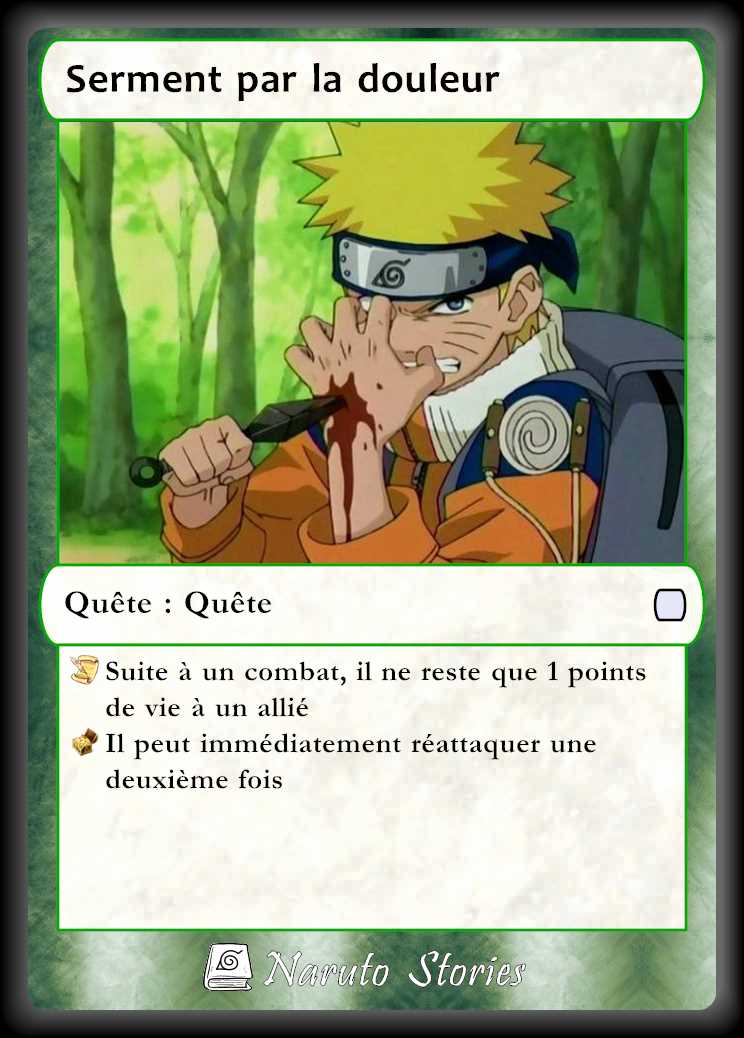 Serment par la douleur
Quête : Quête
Suite à un combat, il ne reste que 1 points
de vie à un allié
Il peut immédiatement réattaquer une
deuxième fois
Naruto Stories